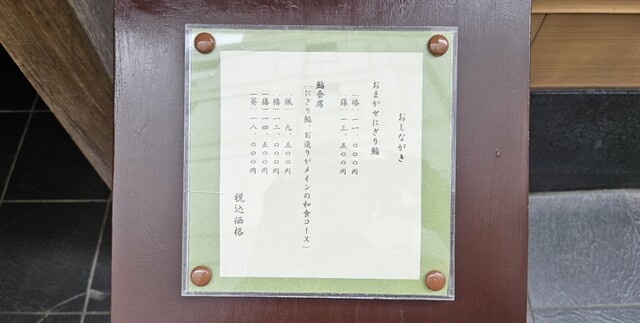 おしながき
おまかせにぎり鮨
（椿）一一、〇〇〇円
（藤）一三、五〇〇円
鮨会席
（にぎり鮨、お造りがメインの和食コース）
（楓）九、五〇〇円
（椿）一二、〇〇〇円
（藤）一四、五〇〇円
（葵）一八、〇〇〇円
税込価格